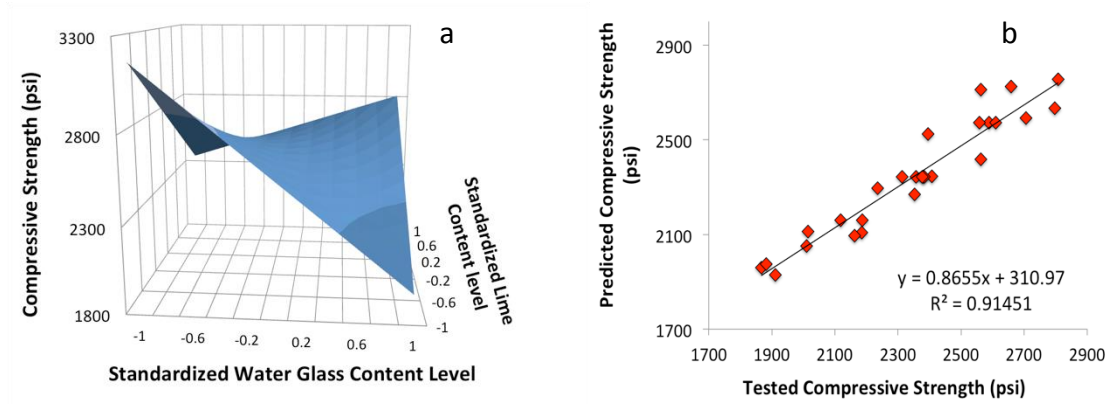 a
3300
2800
2300
1800
Compressive Strength (psi)
-1
-0.6
-0.2
0.2
0.6
1
Standardized Water Glass Content Level
1
0.6
0.2
-0.2
-0.6
-1
Standardized Lime
Content level
b
2900
2500
2100
1700
Predicted Compressive Strength
(psi)
y = 0.8655x + 310.97
R² = 0.91451
1700
1900
2100
2300
2500
2700
2900
Tested Compressive Strength (psi)